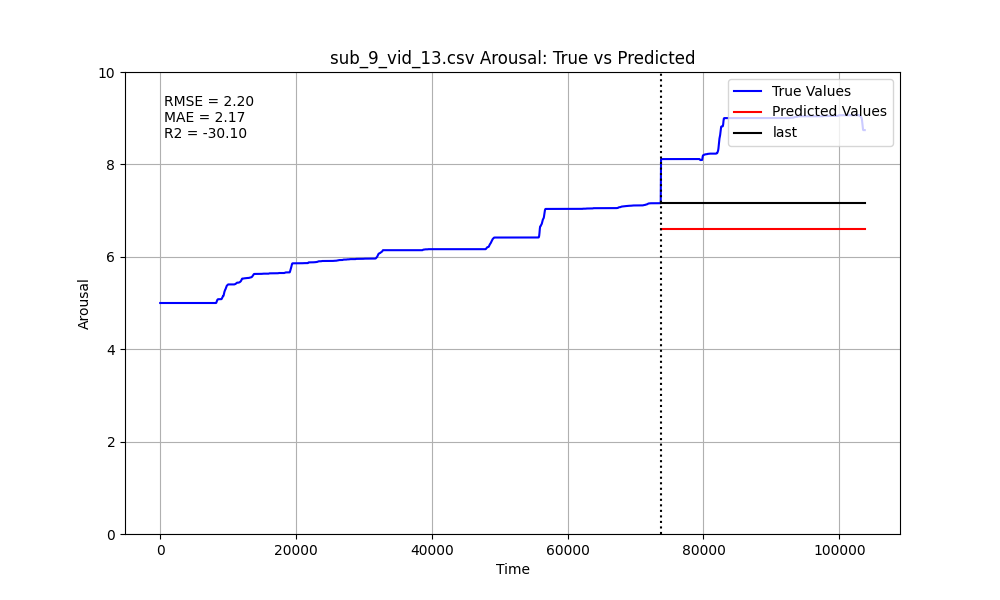 sub_9_vid_13.csv Arousal: True vs Predicted
10
8
6
4
2
0
Arousal
RMSE = 2.20
MAE = 2.17
R2 = -30.10
True Values
Predicted Values
last
0 20000 40000 60000 80000 100000
Time